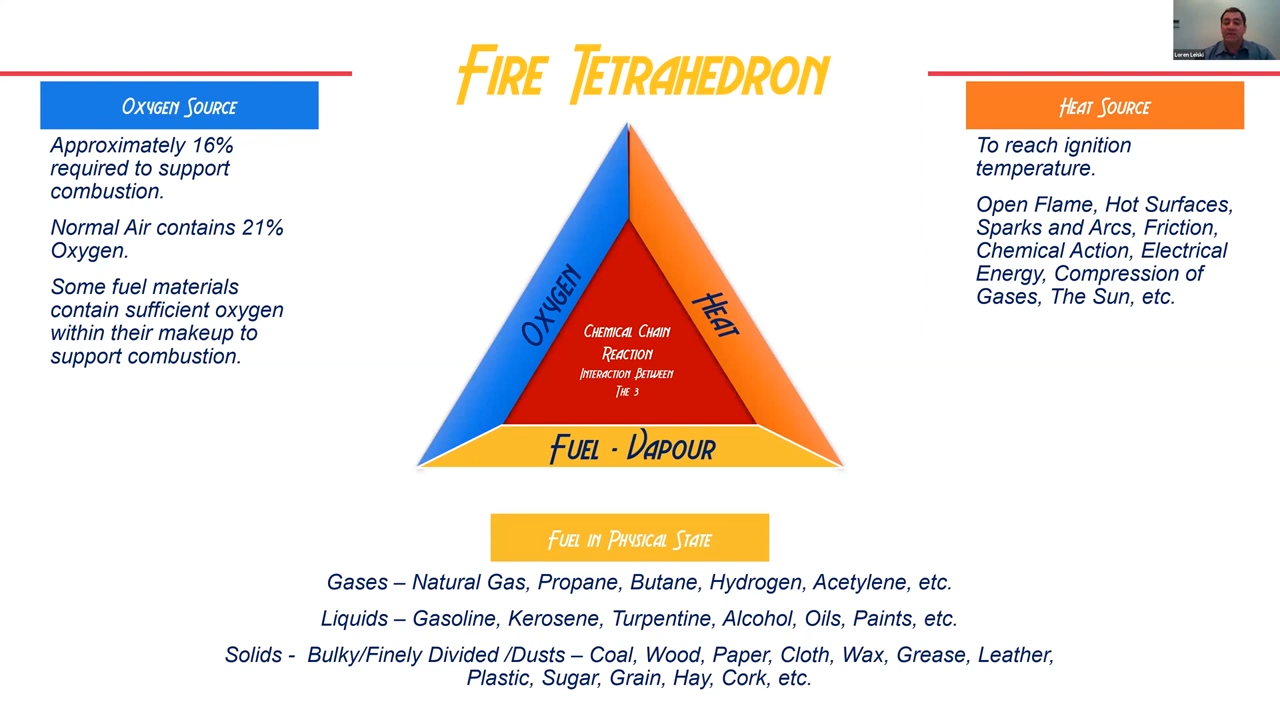 Loren Leiski
Fire Tetrahedron
Oxygen Source
Approximately 16%
required to support
combustion.
Normal Air contains 21%
Oxygen.
Some fuel materials
contain sufficient oxygen
within their makeup to
support combustion.
Heat Source
To reach ignition
temperature.
Open Flame, Hot Surfaces,
Sparks and Arcs, Friction,
Chemical Action, Electrical
Energy, Compression of
Gases, The Sun, etc.
Oxygen
Heat
Chemical Chain
Reaction
Interaction Between
The 3
Fuel - Vapour
Fuel in Physical State
Gases – Natural Gas, Propane, Butane, Hydrogen, Acetylene, etc.
Liquids – Gasoline, Kerosene, Turpentine, Alcohol, Oils, Paints, etc.
Solids - Bulky/Finely Divided /Dusts – Coal, Wood, Paper, Cloth, Wax, Grease, Leather,
Plastic, Sugar, Grain, Hay, Cork, etc.